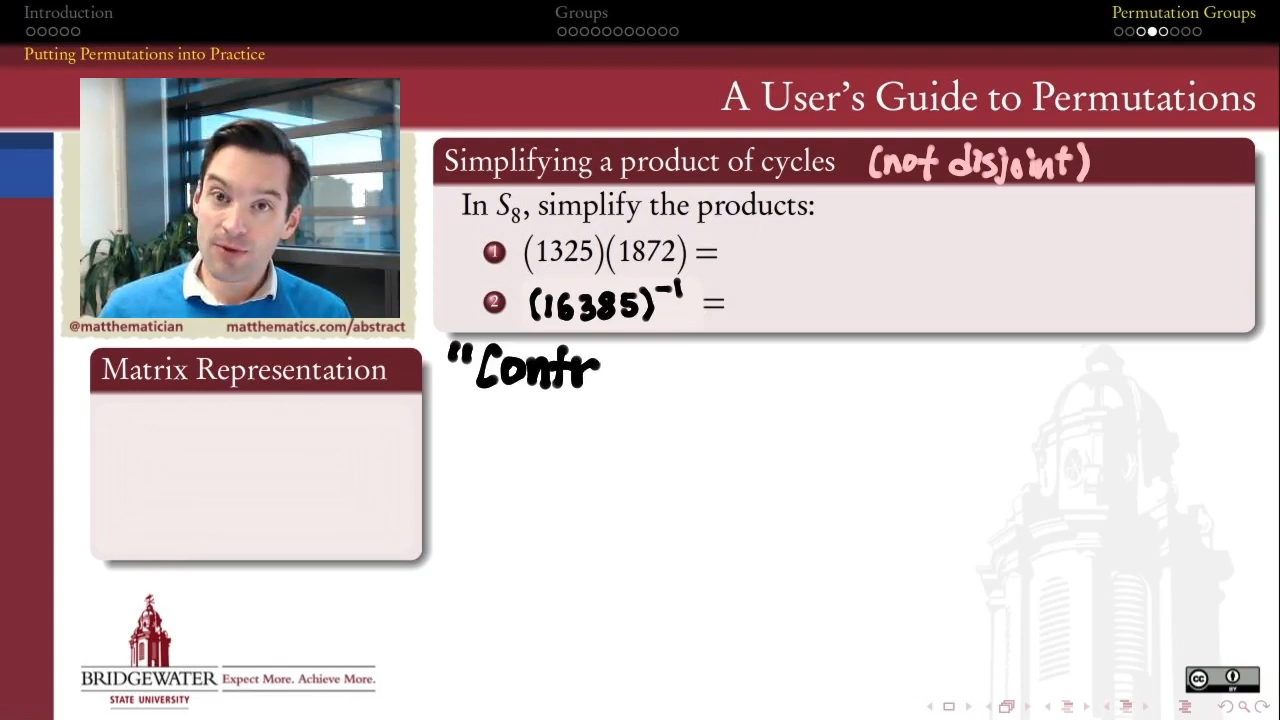 Introduction
Groups
Permutation Groups
Putting Permutations into Practice
A User's Guide to Permutations
Simplifying a product of cycles (not disjoint)
In S₈, simplify the products:
1 (1325)(1872) =
2 (16385)⁻¹ =
"Contr
@matthematician matthematics.com/abstract
Matrix Representation
BRIDGEWATER
STATE UNIVERSITY
Expect More. Achieve More.
CC BY